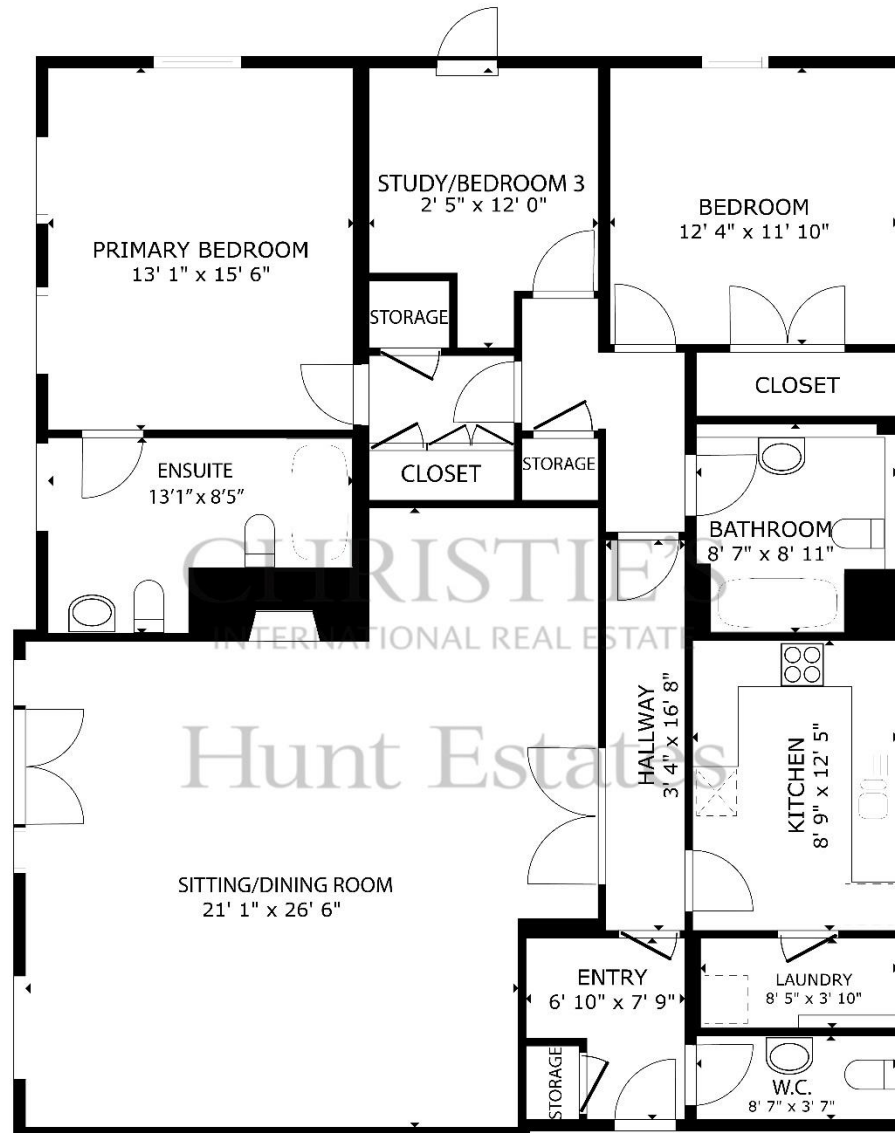 STUDY/BEDROOM 3
2' 5" x 12' 0"
BEDROOM
12' 4" x 11' 10"
PRIMARY BEDROOM
13' 1" x 15' 6"
STORAGE
CLOSET
ENSUITE
13'1" x 8'5"
CLOSET
STORAGE
BATHROOM
8' 7" x 8' 11"
CHRISTIE'S
INTERNATIONAL REAL ESTATE
Hunt Estates
HALLWAY
3' 4" x 16' 8"
KITCHEN
8' 9" x 12' 5"
SITTING/DINING ROOM
21' 1" x 26' 6"
ENTRY
6' 10" x 7' 9"
LAUNDRY
8' 5" x 3' 10"
STORAGE
W.C.
8' 7" x 3' 7"